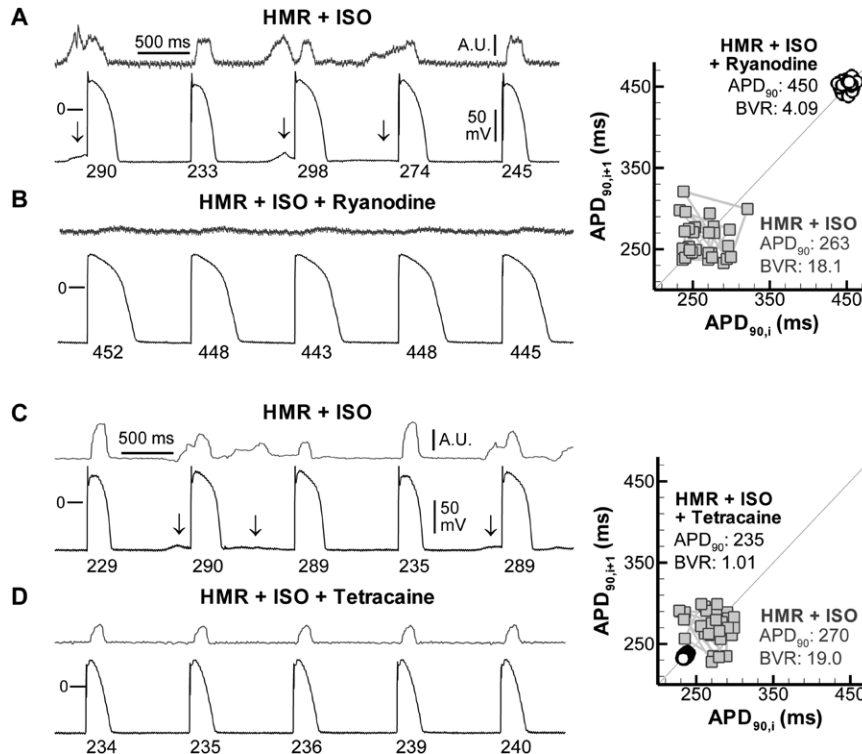 A
HMR + ISO
500 ms
A.U.
0
50
mV
290 233 298 274 245
B
HMR + ISO + Ryanodine
0
452 448 443 448 445
HMR + ISO
+ Ryanodine
APD90: 450
BVR: 4.09
450
350
250
APD90,i+1 (ms)
HMR + ISO
APD90: 263
BVR: 18.1
250 350 450
APD90,i (ms)
C
HMR + ISO
500 ms
A.U.
0
50
mV
229 290 289 235 289
D
HMR + ISO + Tetracaine
0
234 235 236 239 240
HMR + ISO
+ Tetracaine
APD90: 235
BVR: 1.01
450
350
250
APD90,i+1 (ms)
HMR + ISO
APD90: 270
BVR: 19.0
250 350 450
APD90,i (ms)